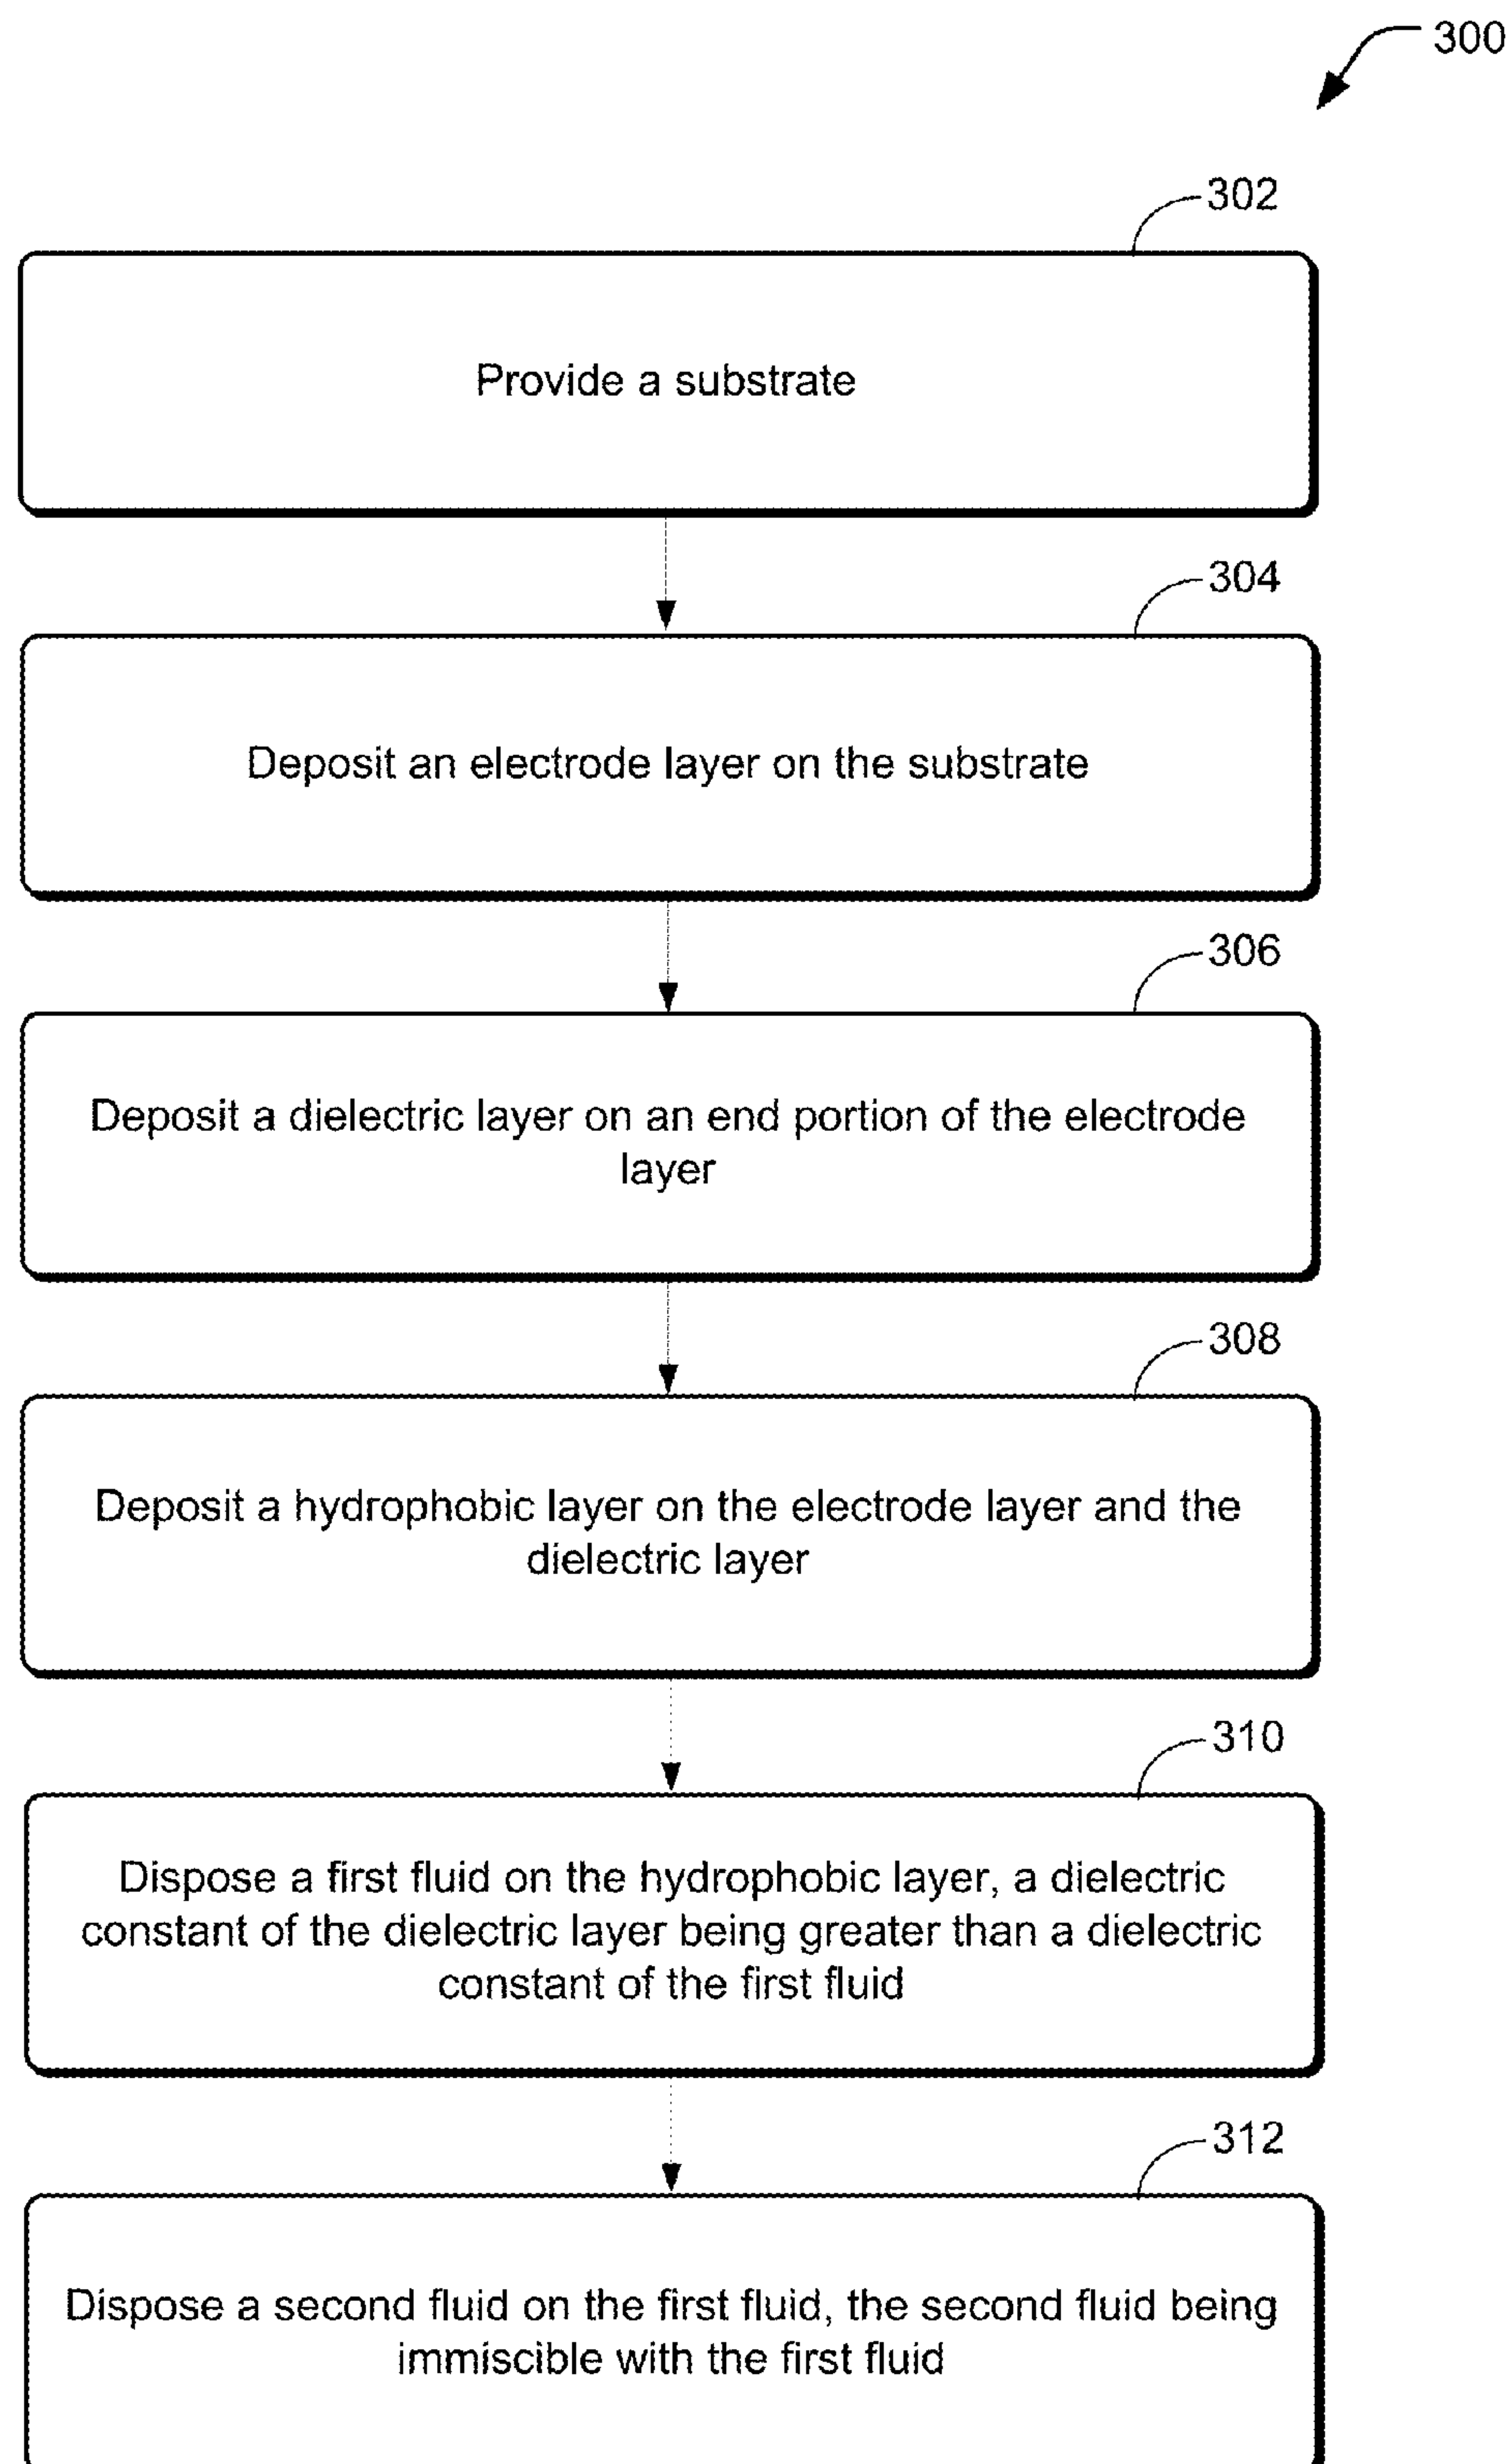 300
302
Provide a substrate
304
Deposit an electrode layer on the substrate
306
Deposit a dielectric layer on an end portion of the electrode
layer
308
Deposit a hydrophobic layer on the electrode layer and the
dielectric layer
310
Dispose a first fluid on the hydrophobic layer, a dielectric
constant of the dielectric layer being greater than a dielectric
constant of the first fluid
312
Dispose a second fluid on the first fluid, the second fluid being
immiscible with the first fluid